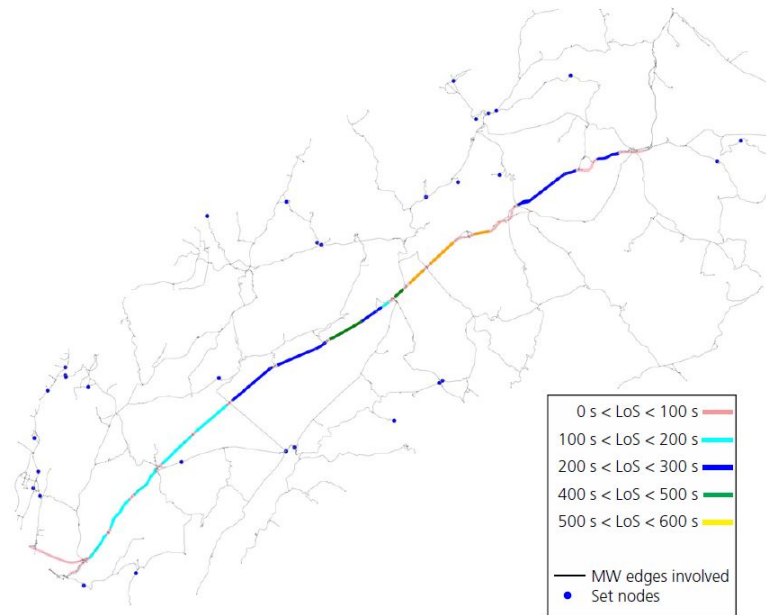 0 s < LoS < 100 s
100 s < LoS < 200 s
200 s < LoS < 300 s
400 s < LoS < 500 s
500 s < LoS < 600 s
MW edges involved
Set nodes